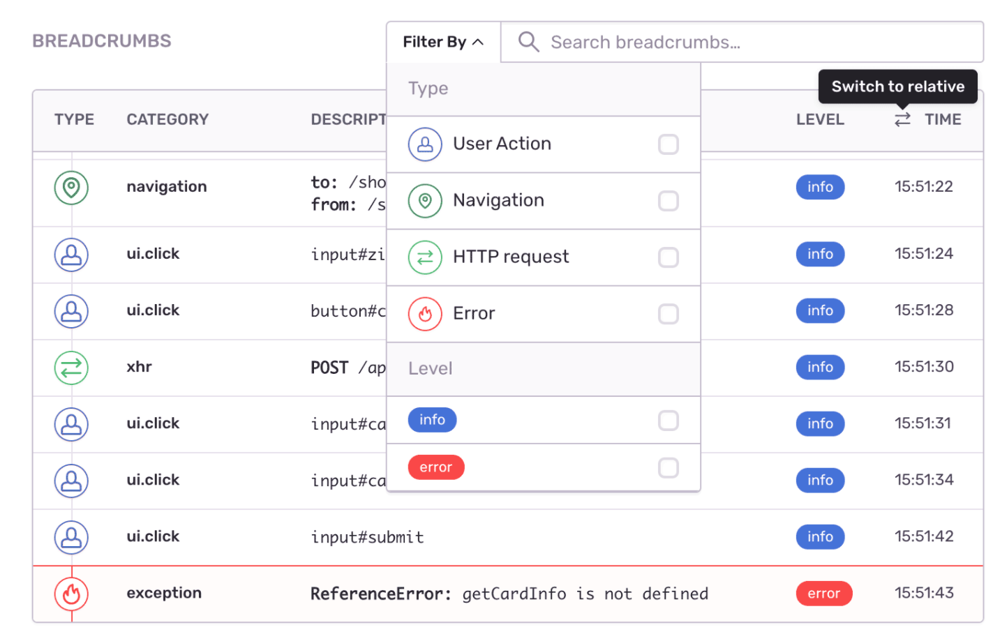 BREADCRUMBS
Filter By
Search breadcrumbs...
Switch to relative
TYPE CATEGORY DESCRIPT LEVEL TIME
Type
User Action
Navigation
HTTP request
Error
Level
info
error
navigation to: /sho info 15:51:22
from: /s
ui.click input#zi info 15:51:24
ui.click button#c info 15:51:28
xhr POST /ap info 15:51:30
ui.click input#ca info 15:51:31
ui.click input#ca info 15:51:34
ui.click input#submit info 15:51:42
exception ReferenceError: getCardInfo is not defined error 15:51:43